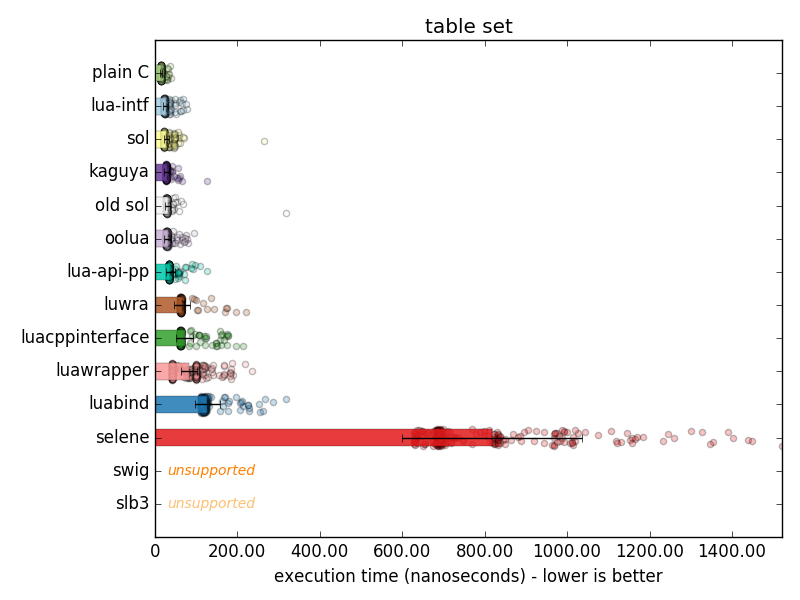 table set
plain C
lua-intf
sol
kaguya
old sol
oolua
lua-api-pp
luwra
luacppinterface
luawrapper
luabind
selene
swig unsupported
slb3 unsupported
0 200.00 400.00 600.00 800.00 1000.00 1200.00 1400.00
execution time (nanoseconds) - lower is better